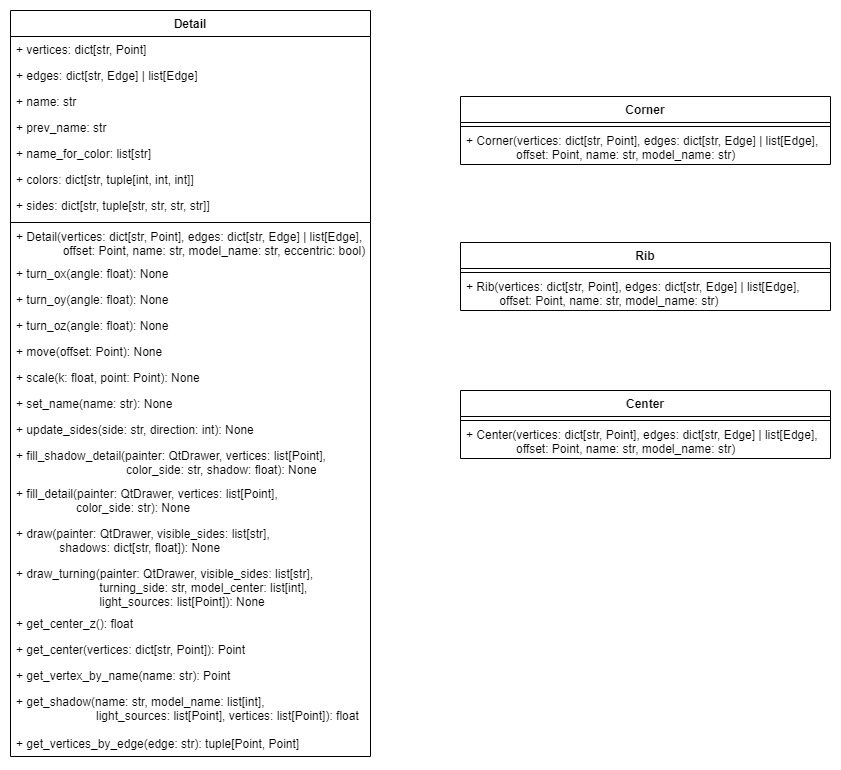 Detail
+ vertices: dict[str, Point]
+ edges: dict[str, Edge] | list[Edge]
+ name: str
+ prev_name: str
+ name_for_color: list[str]
+ colors: dict[str, tuple[int, int, int]]
+ sides: dict[str, tuple[str, str, str, str]]
+ Detail(vertices: dict[str, Point], edges: dict[str, Edge] | list[Edge],
offset: Point, name: str, model_name: str, eccentric: bool)
+ turn_ox(angle: float): None
+ turn_oy(angle: float): None
+ turn_oz(angle: float): None
+ move(offset: Point): None
+ scale(k: float, point: Point): None
+ set_name(name: str): None
+ update_sides(side: str, direction: int): None
+ fill_shadow_detail(painter: QtDrawer, vertices: list[Point],
color_side: str, shadow: float): None
+ fill_detail(painter: QtDrawer, vertices: list[Point],
color_side: str): None
+ draw(painter: QtDrawer, visible_sides: list[str],
shadows: dict[str, float]): None
+ draw_turning(painter: QtDrawer, visible_sides: list[str],
turning_side: str, model_center: list[int],
light_sources: list[Point]): None
+ get_center_z(): float
+ get_center(vertices: dict[str, Point]): Point
+ get_vertex_by_name(name: str): Point
+ get_shadow(name: str, model_name: list[int],
light_sources: list[Point], vertices: list[Point]): float
+ get_vertices_by_edge(edge: str): tuple[Point, Point]
Corner
+ Corner(vertices: dict[str, Point], edges: dict[str, Edge] | list[Edge],
offset: Point, name: str, model_name: str)
Rib
+ Rib(vertices: dict[str, Point], edges: dict[str, Edge] | list[Edge],
offset: Point, name: str, model_name: str)
Center
+ Center(vertices: dict[str, Point], edges: dict[str, Edge] | list[Edge],
offset: Point, name: str, model_name: str)